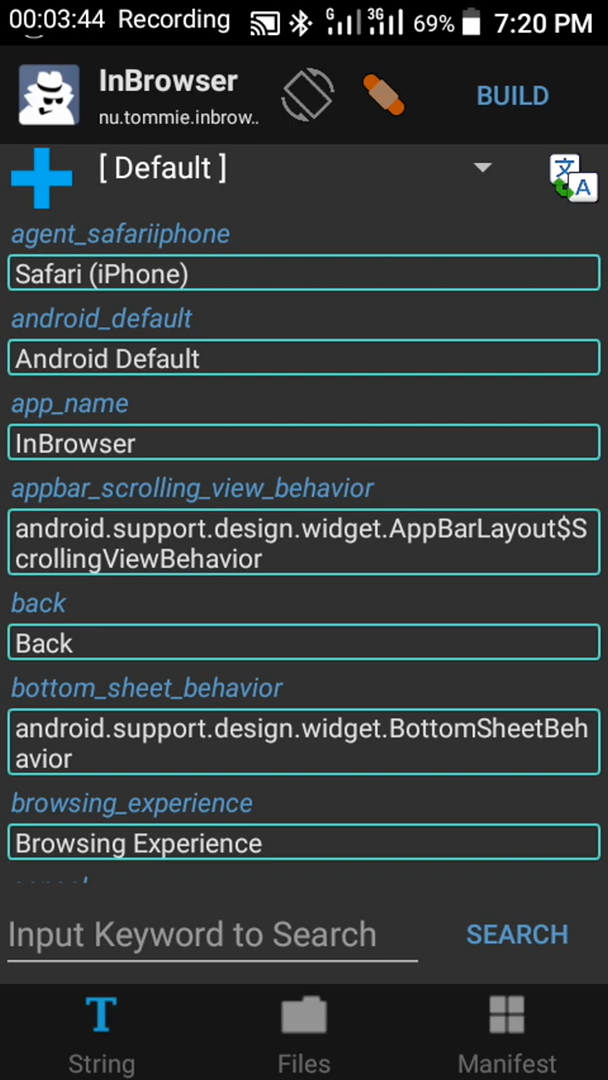 00:03:44 Recording G 3G 69% 7:20 PM
InBrowser
nu.tommie.inbrow..
BUILD
[ Default ]
文 A
agent_safariiphone
Safari (iPhone)
android_default
Android Default
app_name
InBrowser
appbar_scrolling_view_behavior
android.support.design.widget.AppBarLayout$S
crollingViewBehavior
back
Back
bottom_sheet_behavior
android.support.design.widget.BottomSheetBeh
avior
browsing_experience
Browsing Experience
Input Keyword to Search
SEARCH
T
String
Files
Manifest